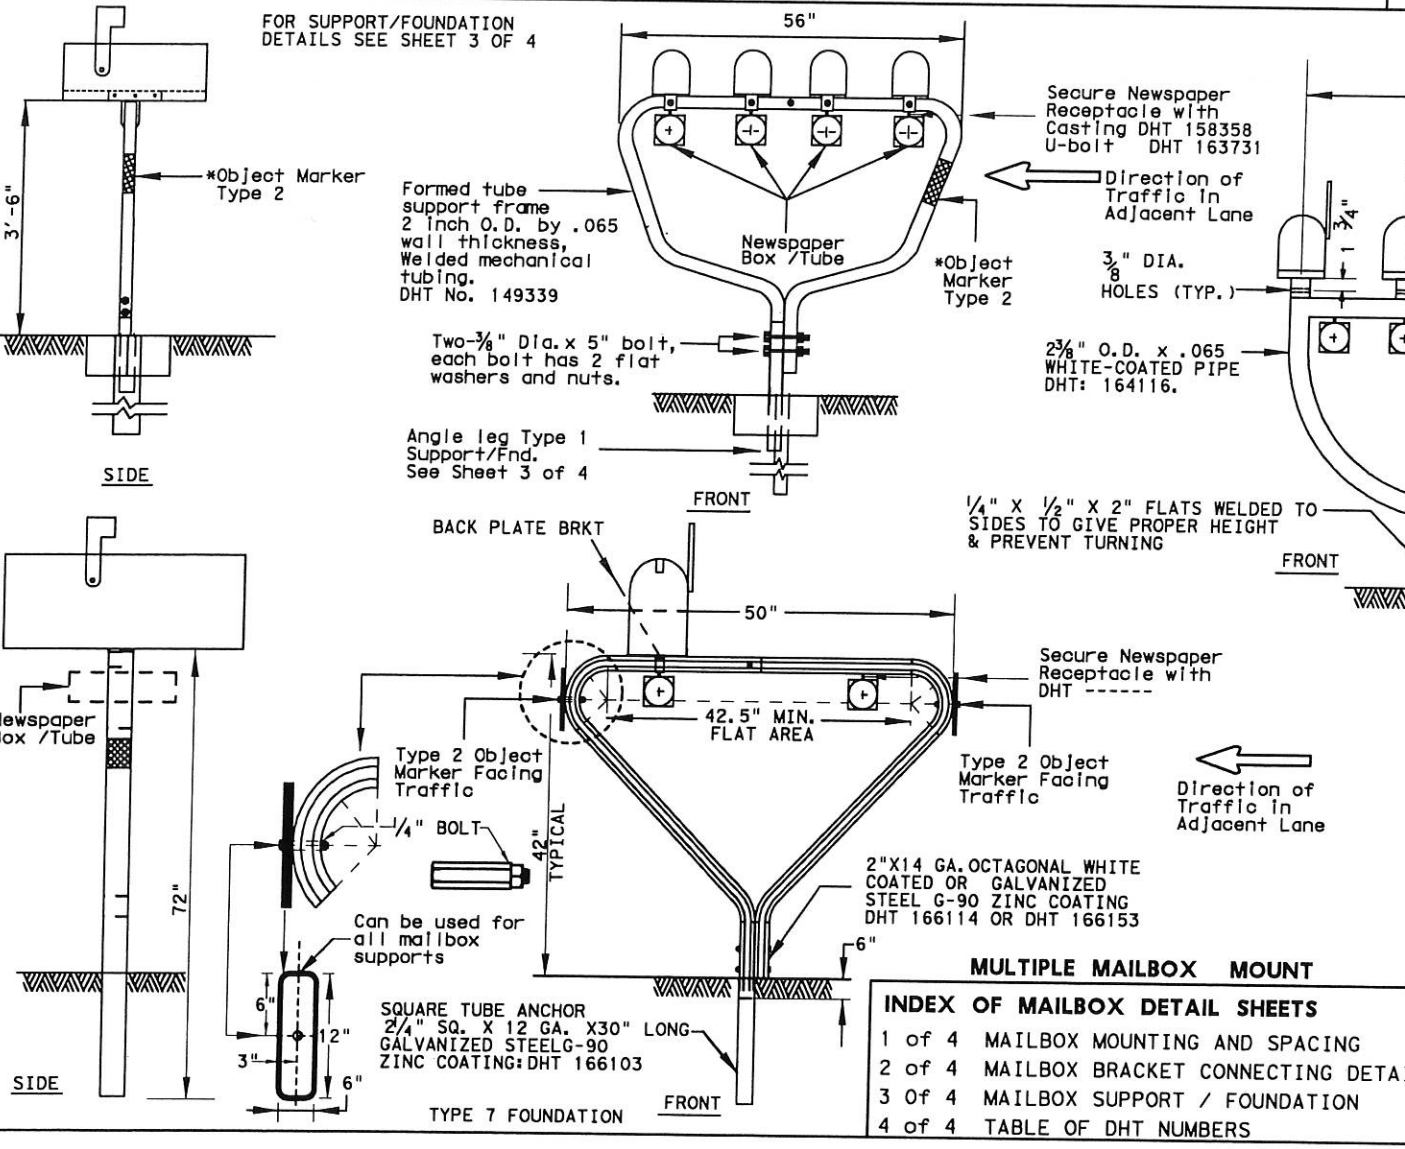 FOR SUPPORT/FOUNDATION
DETAILS SEE SHEET 3 OF 4
3'-6"
*Object Marker
Type 2
SIDE
56"
Formed tube
support frame
2 inch O.D. by .065
wall thickness,
Welded mechanical
tubing.
DHT No. 149339
Newspaper
Box /Tube
*Object
Marker
Type 2
Secure Newspaper
Receptacle with
Casting DHT 158358
U-bolt DHT 163731
Direction of
Traffic in
Adjacent Lane
Two-3/8" Dia. x 5" bolt,
each bolt has 2 flat
washers and nuts.
Angle leg Type 1
Support/Fnd.
See Sheet 3 of 4
FRONT
1 3/4"
3/8" DIA.
HOLES (TYP.)
2 3/8" O.D. x .065
WHITE-COATED PIPE
DHT: 164116.
1/4" X 1/2" X 2" FLATS WELDED TO
SIDES TO GIVE PROPER HEIGHT
& PREVENT TURNING
FRONT
ewspaper
ox /Tube
72"
SIDE
BACK PLATE BRKT
50"
42.5" MIN.
FLAT AREA
Secure Newspaper
Receptacle with
DHT ------
Type 2 Object
Marker Facing
Traffic
Type 2 Object
Marker Facing
Traffic
Direction of
Traffic in
Adjacent Lane
1/4" BOLT
42"
TYPICAL
Can be used for
all mailbox
supports
2"X14 GA. OCTAGONAL WHITE
COATED OR GALVANIZED
STEEL G-90 ZINC COATING
DHT 166114 OR DHT 166153
6"
6"
12"
3"
6"
SQUARE TUBE ANCHOR
2 1/4" SQ. X 12 GA. X30" LONG
GALVANIZED STEELG-90
ZINC COATING: DHT 166103
TYPE 7 FOUNDATION
FRONT
MULTIPLE MAILBOX MOUNT
INDEX OF MAILBOX DETAIL SHEETS
1 of 4 MAILBOX MOUNTING AND SPACING
2 of 4 MAILBOX BRACKET CONNECTING DETA
3 Of 4 MAILBOX SUPPORT / FOUNDATION
4 of 4 TABLE OF DHT NUMBERS